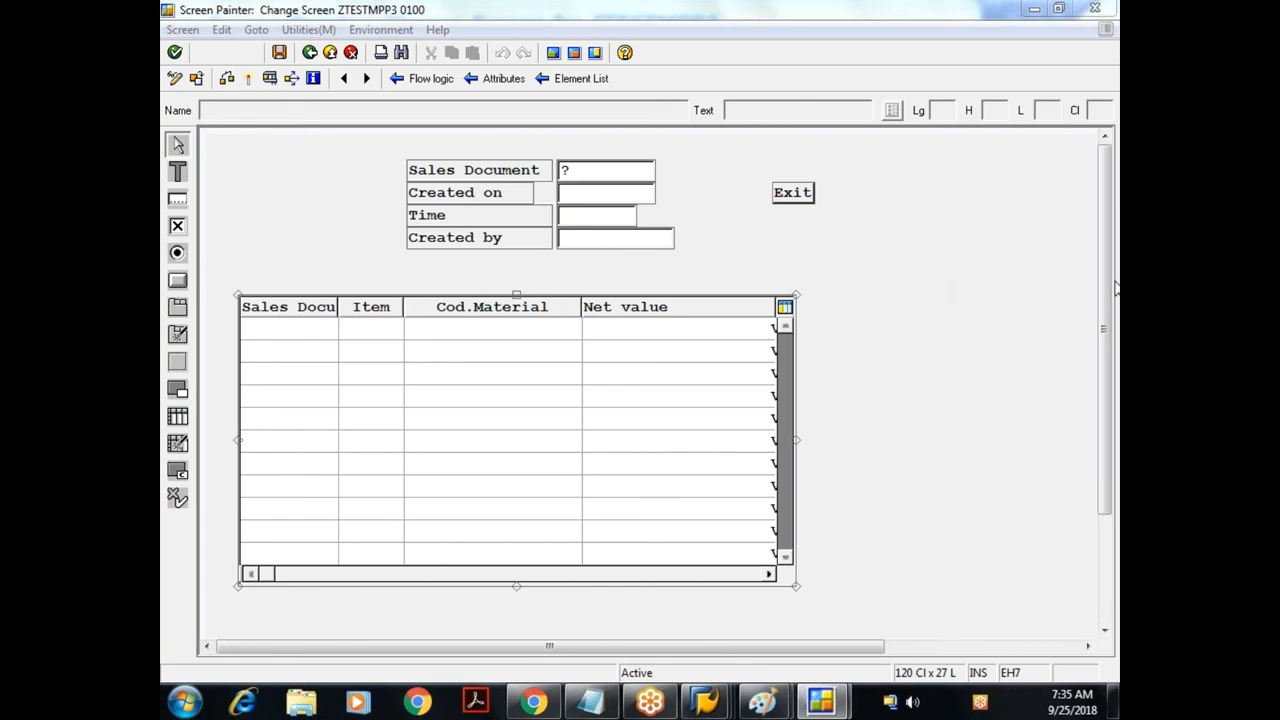 Screen Painter: Change Screen ZTESTMPP3 0100
Screen Edit Goto Utilities(M) Environment Help
Flow logic Attributes Element List
Name Text Lg H L Cl
Sales Document ?
Created on
Exit
Time
Created by
Sales Docu Item Cod.Material Net value
Active 120 Cl x 27 L INS EH7
7:35 AM
9/25/2018